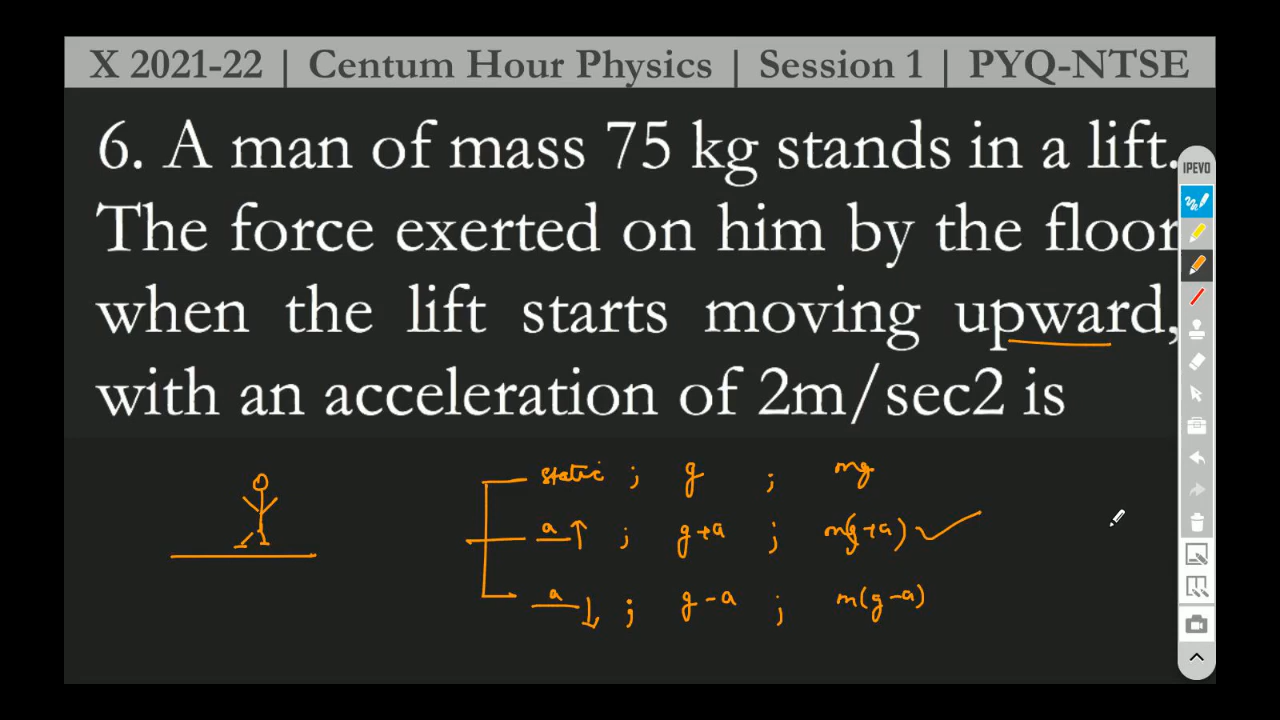 X 2021-22 | Centum Hour Physics | Session 1 | PYQ-NTSE
6. A man of mass 75 kg stands in a lift.
The force exerted on him by the floor
when the lift starts moving upward,
with an acceleration of 2m/sec2 is
IPEVO
static ; g ; mg
a ↑ ; g+a ; m(g+a) ✓
a ↓ ; g-a ; m(g-a)